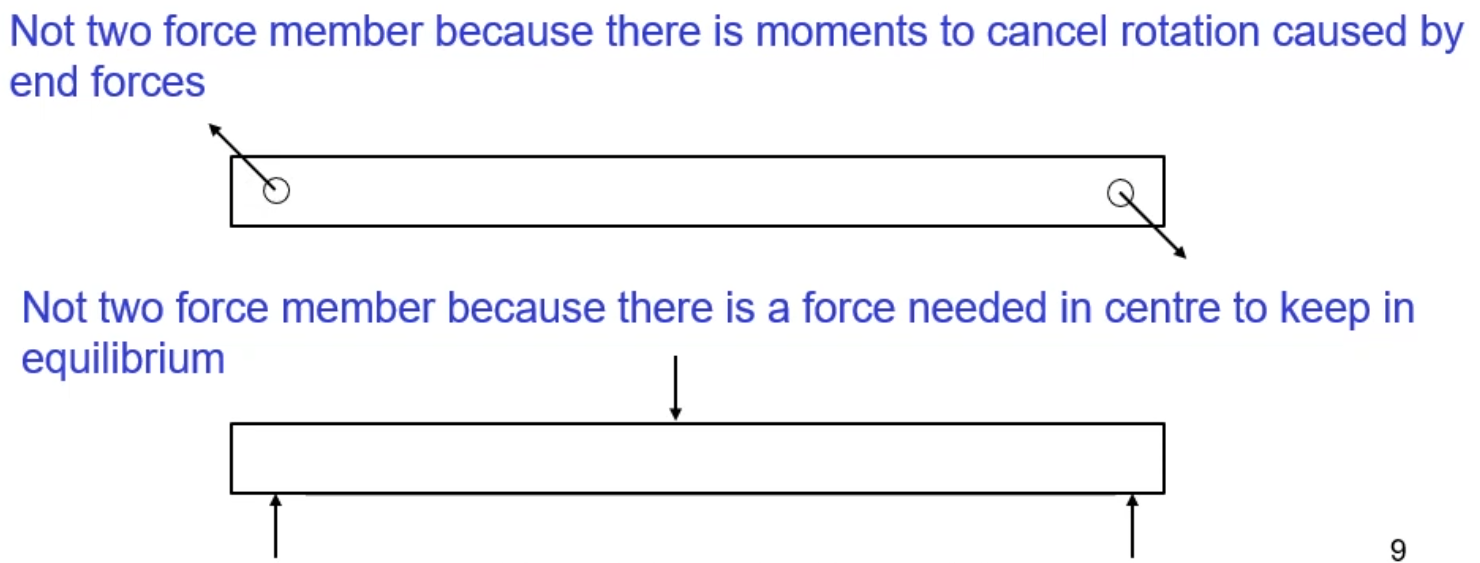 Not two force member because there is moments to cancel rotation caused by
end forces
Not two force member because there is a force needed in centre to keep in
equilibrium
9